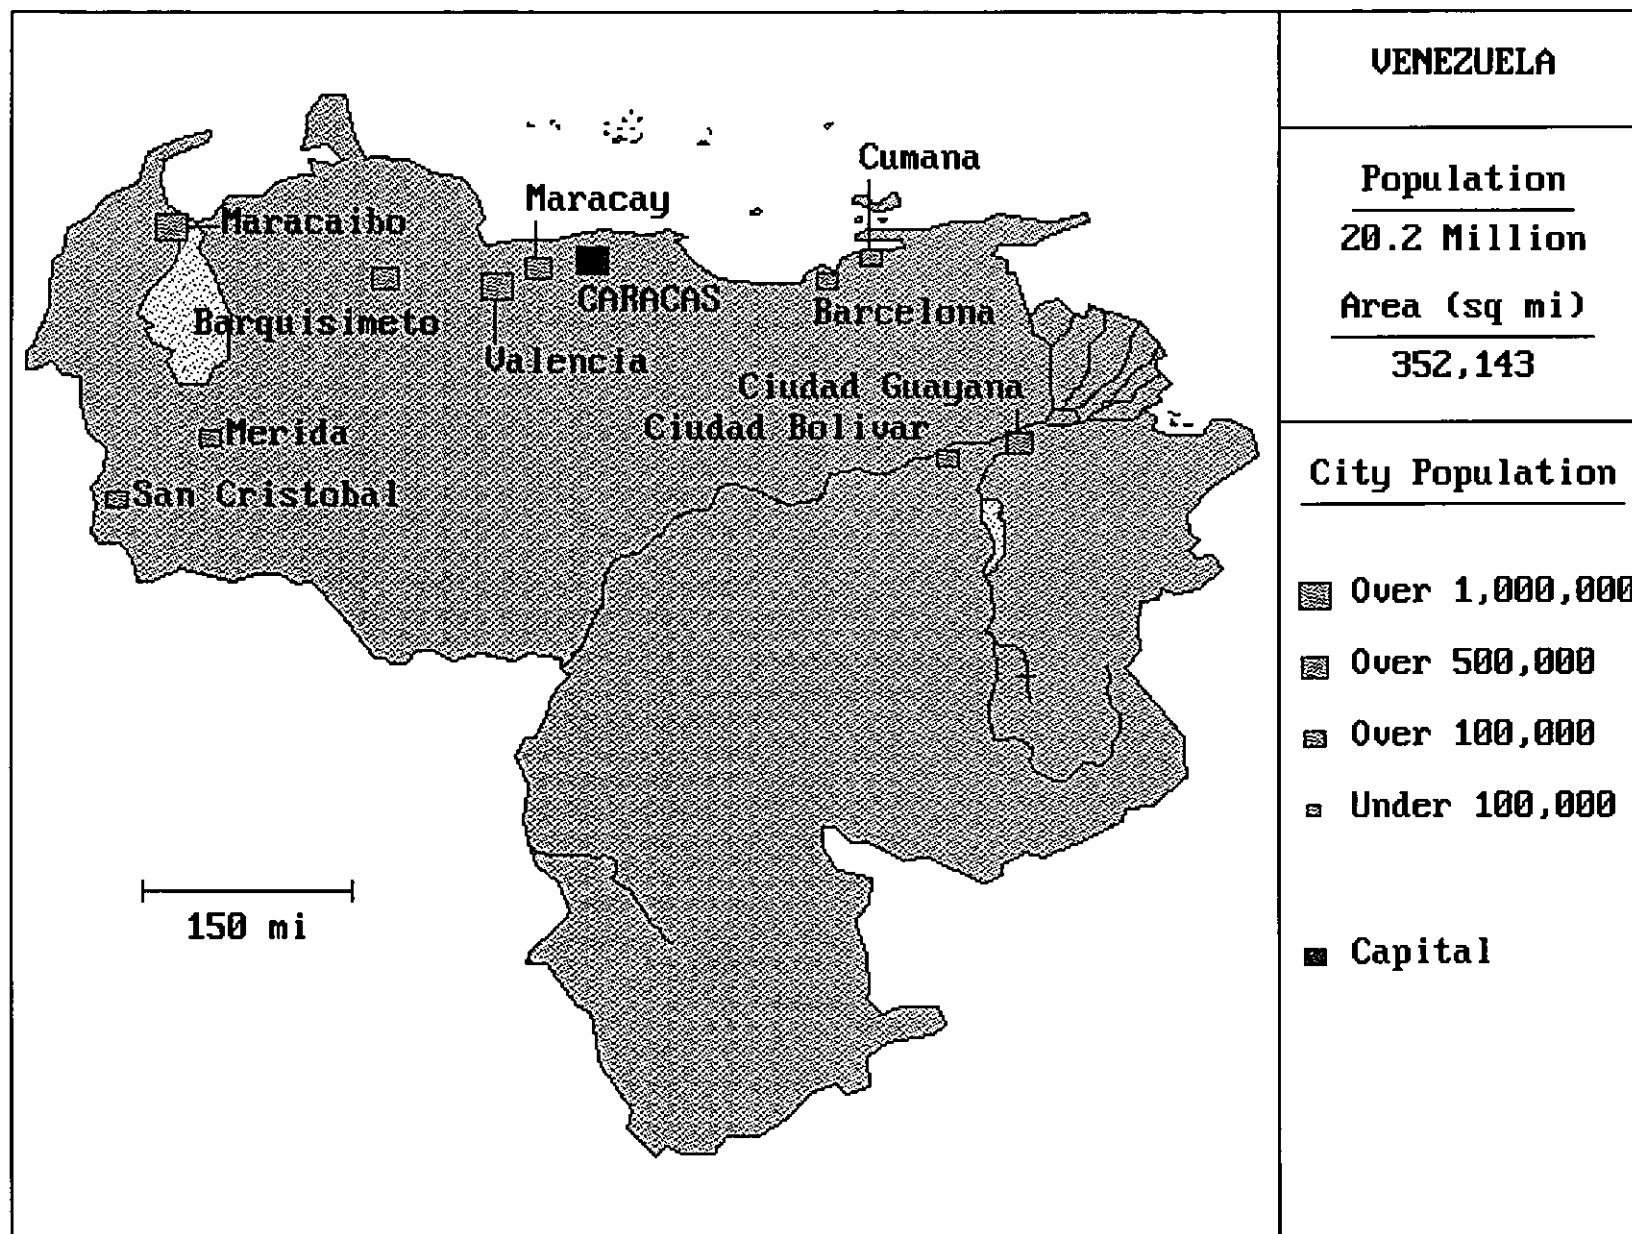 VENEZUELA
Population
20.2 Million
Area (sq mi)
352,143
City Population
Over 1,000,000
Over 500,000
Over 100,000
Under 100,000
Capital
Cumana
Maracay
Maracaibo
CARACAS
Barcelona
Barquisimeto
Valencia
Ciudad Guayana
Ciudad Bolivar
Merida
San Cristobal
150 mi